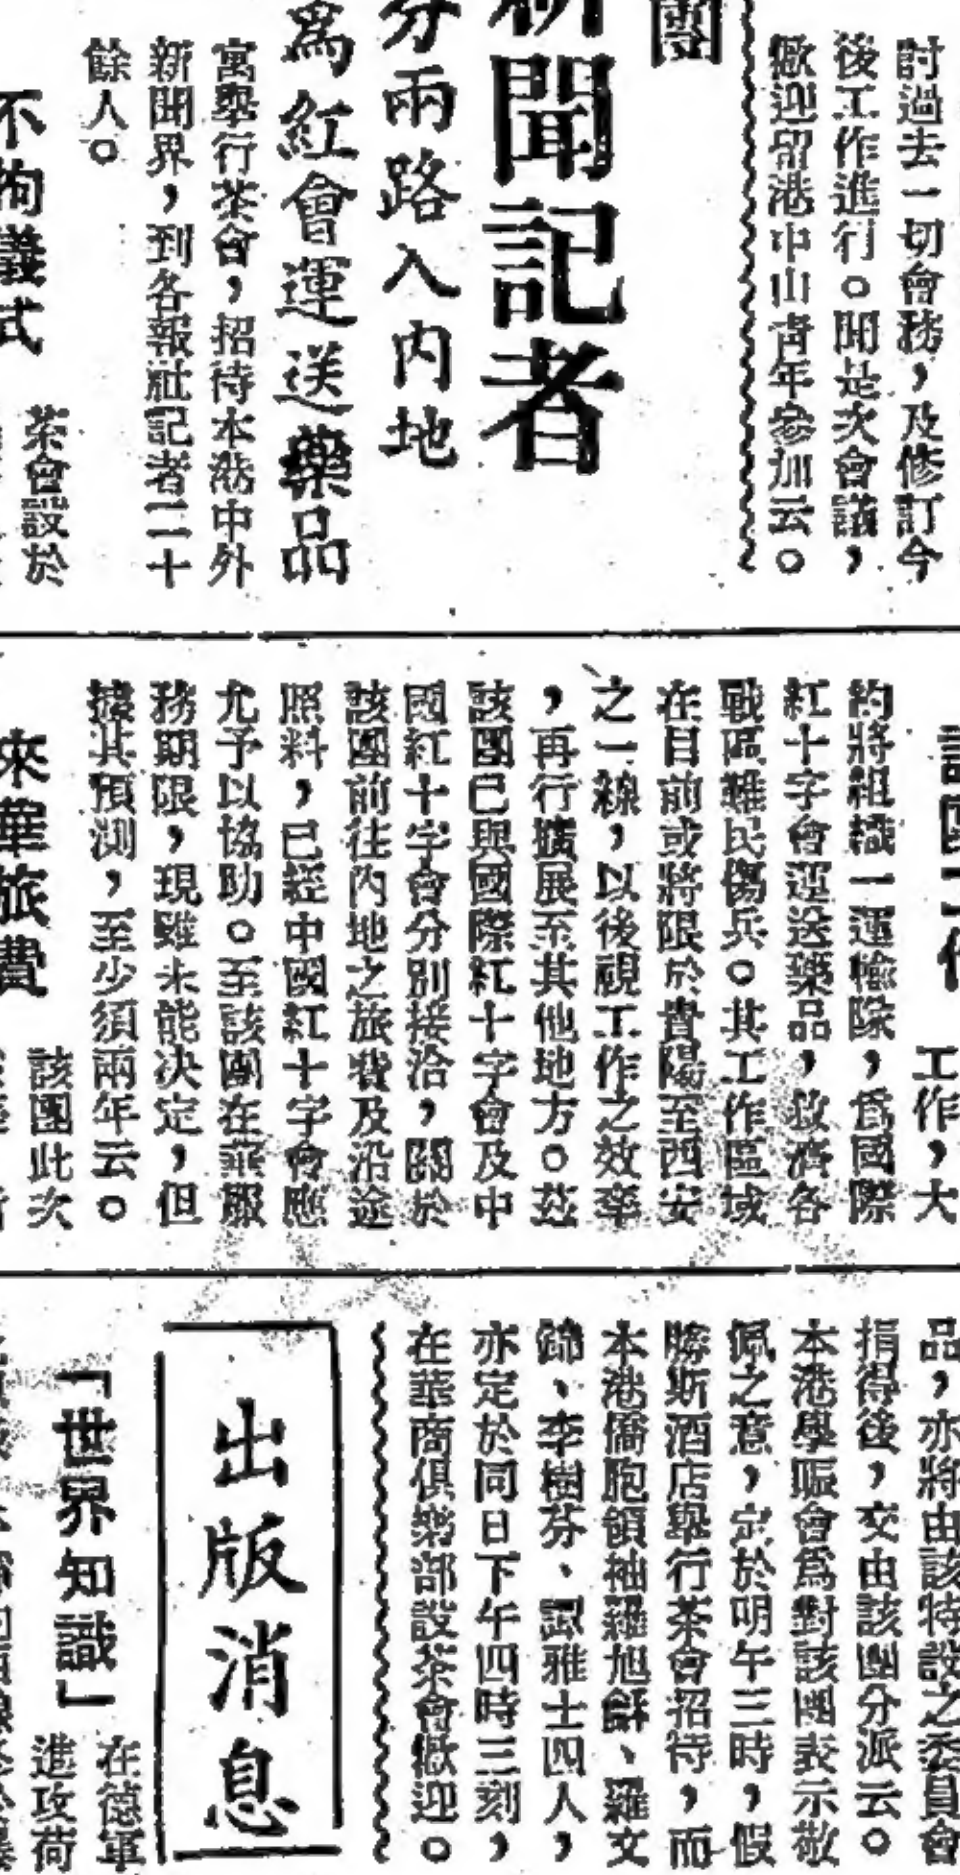 討過去一切會務，及修訂今
後工作進行。聞是次會議，
歡迎留港中山青年參加云。
團
新聞記者
分兩路入內地
爲紅會運送藥品
寓舉行茶會，招待本港中外
新聞界，到各報社記者二十
餘人。
不拘儀式
茶會設於
該團工作
工作，大
約將組織一運輸隊，爲國際
紅十字會運送藥品，救濟各
戰區難民傷兵。其工作區域
在目前或將限於貴陽至西安
之一線，以後視工作之效率
，再行擴展至其他地方。茲
該團已與國際紅十字會及中
國紅十字會分別接洽，關於
該團前往內地之旅費及沿途
照料，已經中國紅十字會應
允予以協助。至該團在華服
務期限，現雖未能決定，但
據其預測，至少須兩年云。
來華旅費
該團此次
品，亦將由該特設之委員會
捐得後，交由該團分派云。
本港學賑會爲對該團表示敬
佩之意，定於明午三時，假
勝斯酒店舉行茶會招待，而
本港僑胞領袖羅旭龢、羅文
錦、李樹芬、譚雅士四人，
亦定於同日下午四時三刻，
在華商俱樂部設茶會歡迎。
出版消息
「世界知識」
在德軍
進攻荷